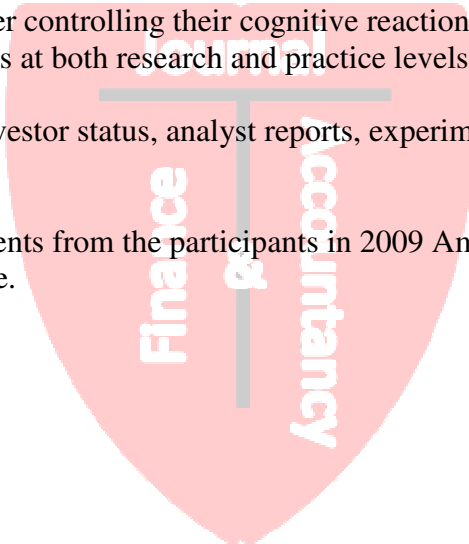 er controlling their cognitive reaction
Journal
s at both research and practice levels
vestor status, analyst reports, experim
ents from the participants in 2009 Am
e.
Finance
&
Accountancy